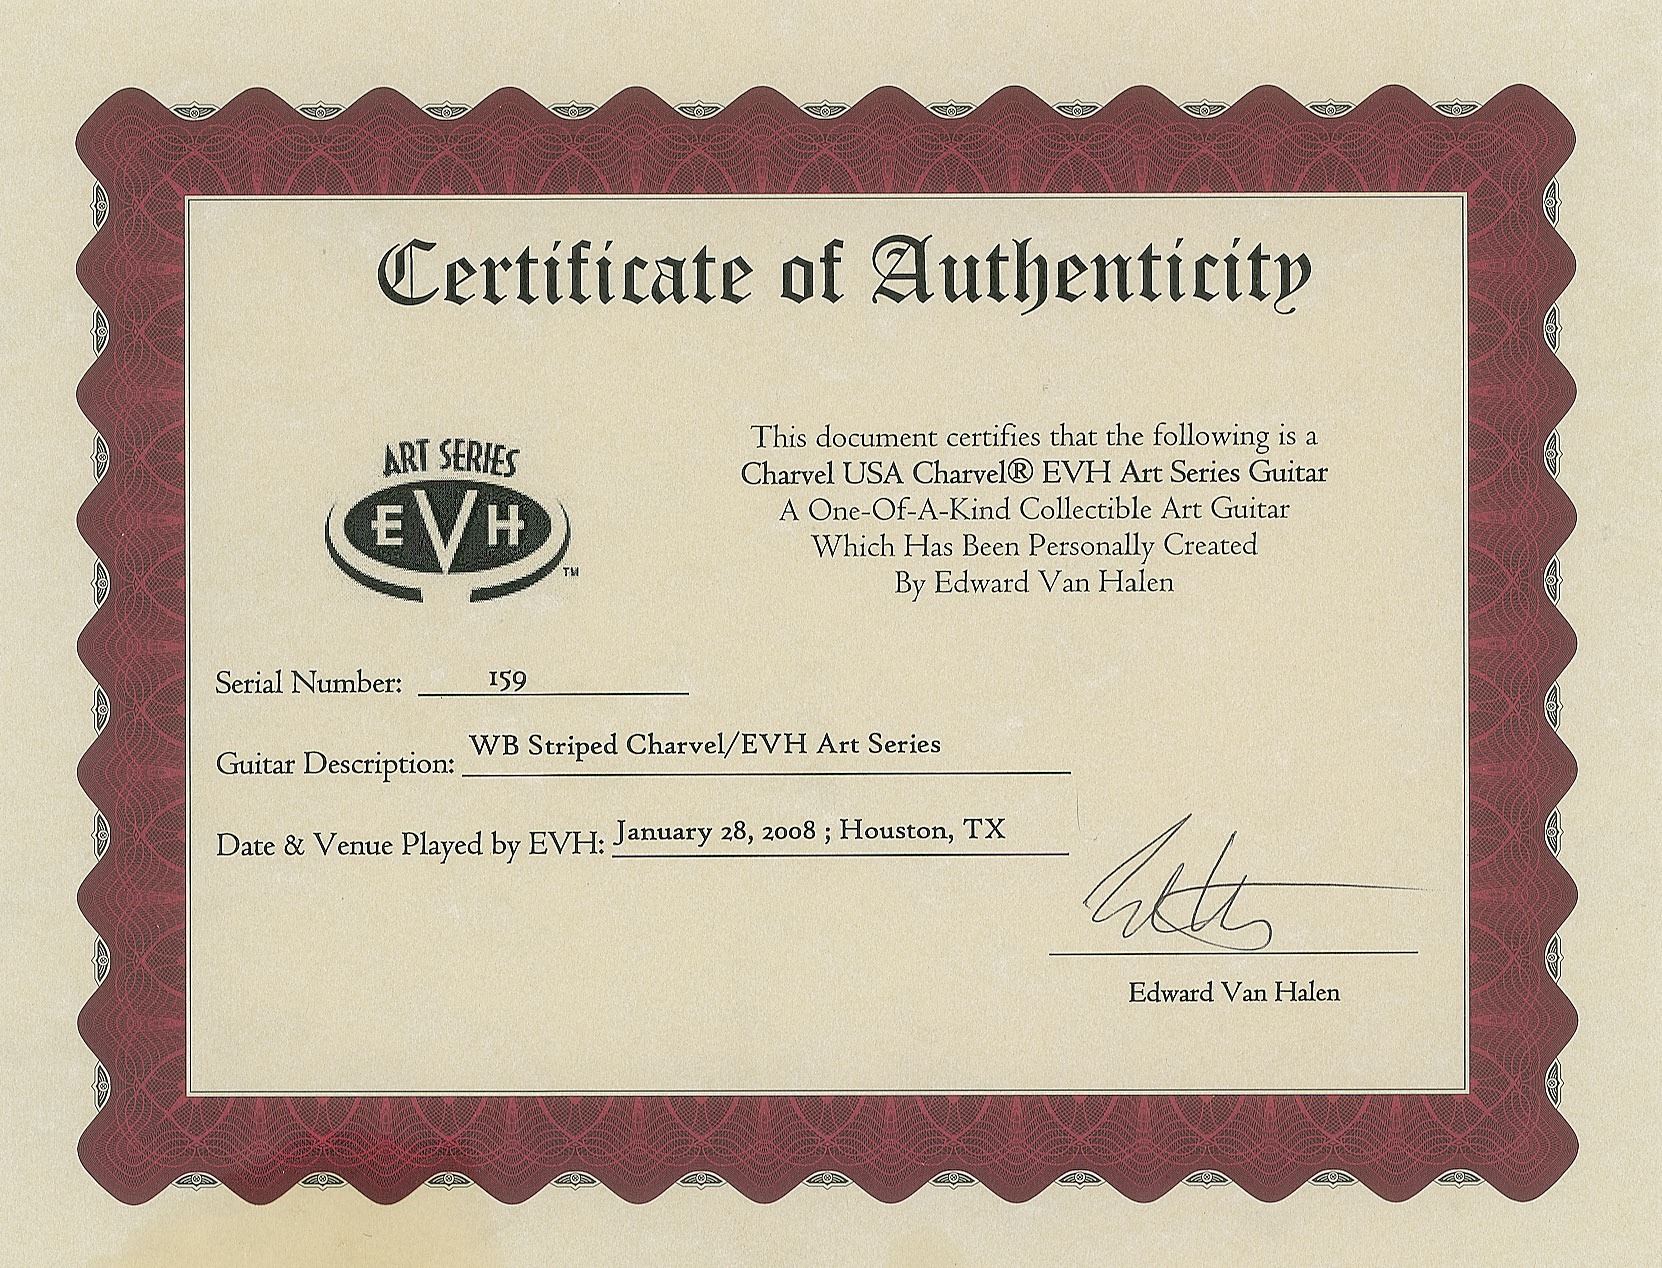 Certificate of Authenticity
ART SERIES
EVH
TM
This document certifies that the following is a
Charvel USA Charvel® EVH Art Series Guitar
A One-Of-A-Kind Collectible Art Guitar
Which Has Been Personally Created
By Edward Van Halen
Serial Number: 159
Guitar Description: WB Striped Charvel/EVH Art Series
Date & Venue Played by EVH: January 28, 2008 ; Houston, TX
Edward Van Halen